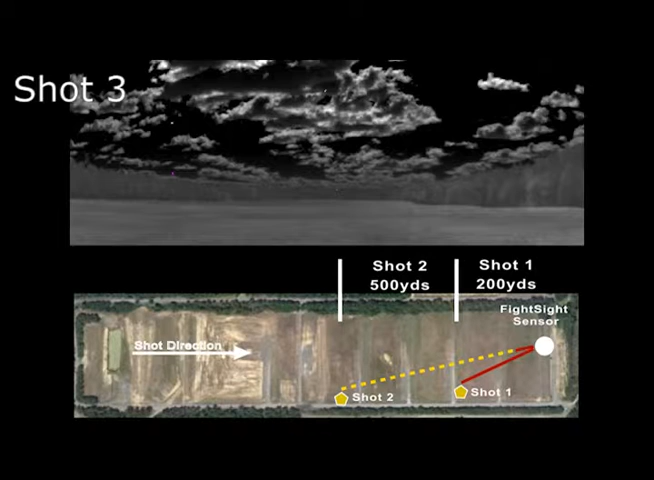 Shot 3
Shot 2
500yds
Shot 1
200yds
FightSight
Sensor
Shot Direction
Shot 2
Shot 1